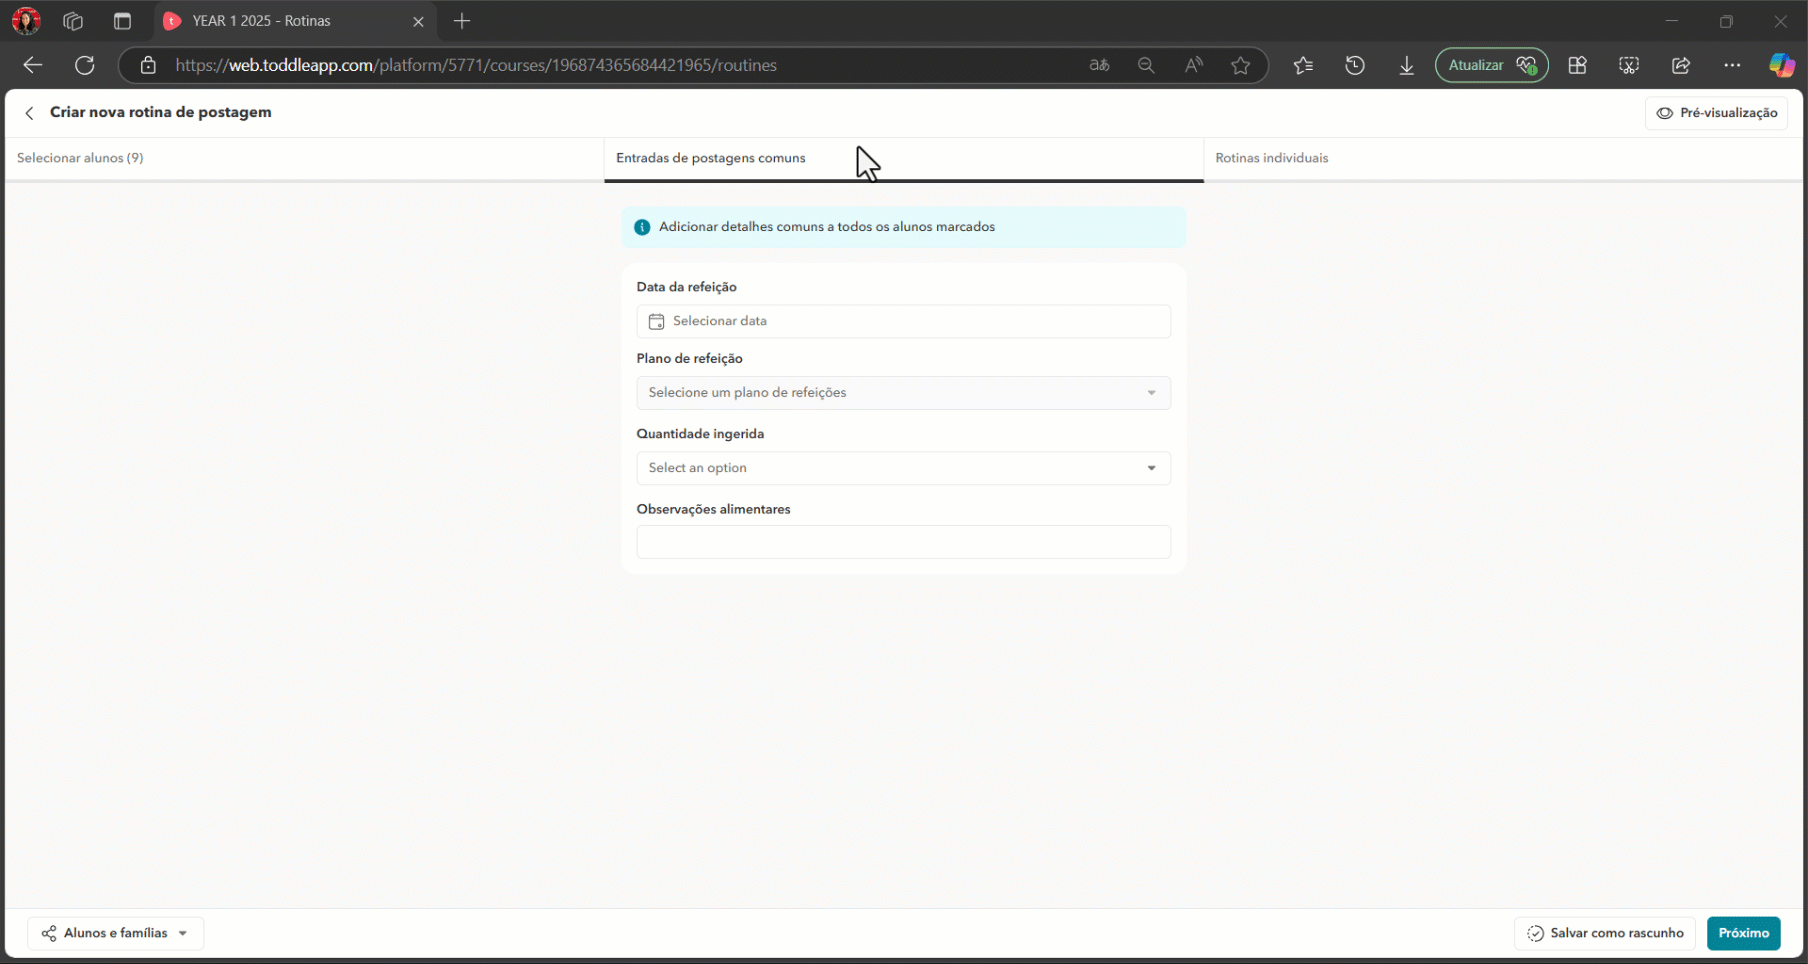 YEAR 1 2025 - Rotinas
https://web.toddleapp.com/platform/5771/courses/196874365684421965/routines
Atualizar
Criar nova rotina de postagem
Pré-visualização
Selecionar alunos (9)
Entradas de postagens comuns
Rotinas individuais
Adicionar detalhes comuns a todos os alunos marcados
Data da refeição
Selecionar data
Plano de refeição
Selecione um plano de refeições
Quantidade ingerida
Select an option
Observações alimentares
Alunos e famílias
Salvar como rascunho
Próximo